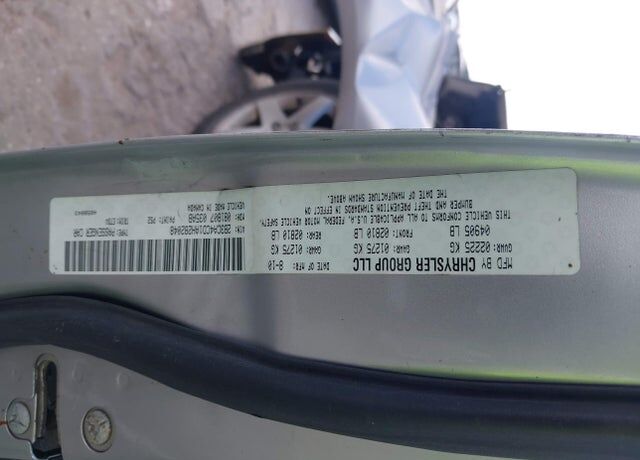 MFD BY CHRYSLER GROUP LLC
DATE OF MFR: 8-10
GVWR: 02225 KG
04905 LB
GAWR: 01275 KG
FRONT: 02810 LB
GAWR: 01275 KG
REAR: 02810 LB
THIS VEHICLE CONFORMS TO ALL APPLICABLE U.S.A. FEDERAL MOTOR VEHICLE SAFETY,
BUMPER AND THEFT PREVENTION STANDARDS IN EFFECT ON
THE DATE OF MANUFACTURE SHOWN ABOVE.
TYPE: PASSENGER CAR
PAINT: PS2
VEHICLE MADE IN CANADA